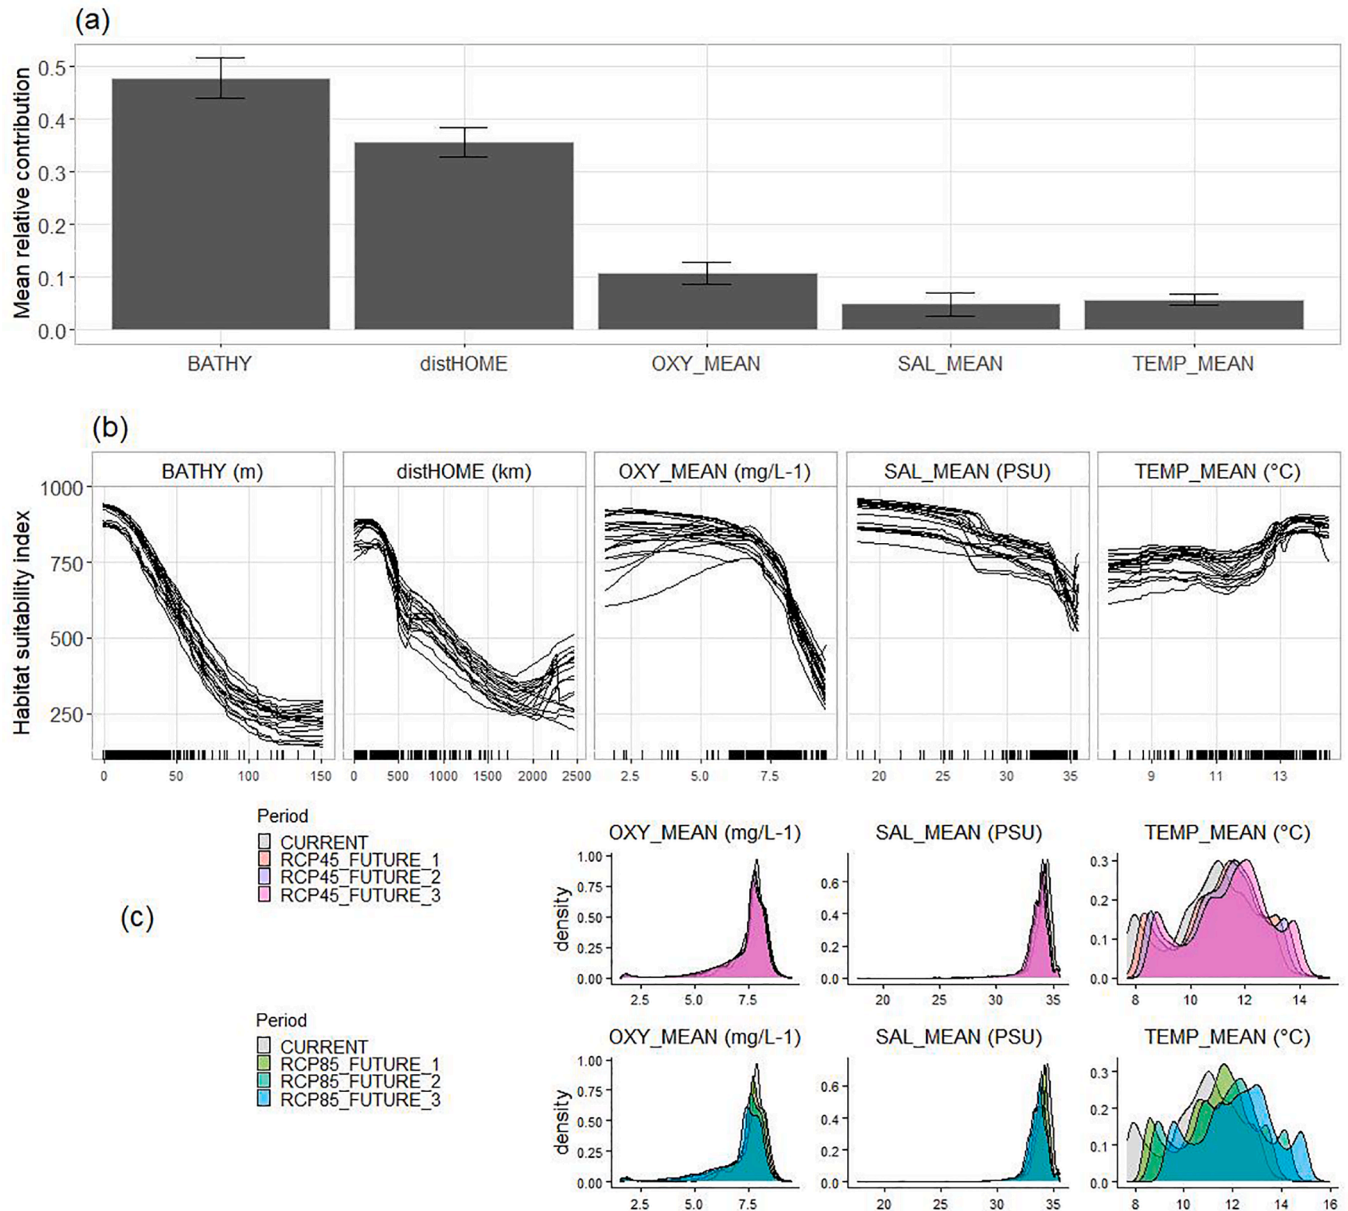 (a)
Mean relative contribution
0.5
0.4
0.3
0.2
0.1
0.0
BATHY distHOME OXY_MEAN SAL_MEAN TEMP_MEAN
(b)
Habitat suitability index
BATHY (m) distHOME (km) OXY_MEAN (mg/L-1) SAL_MEAN (PSU) TEMP_MEAN (°C)
1000
750
500
250
0 50 100 150 0 500 1000 1500 2000 2500 2.5 5.0 7.5 20 25 30 35 9 11 13
(c)
Period
CURRENT
RCP45_FUTURE_1
RCP45_FUTURE_2
RCP45_FUTURE_3
OXY_MEAN (mg/L-1) SAL_MEAN (PSU) TEMP_MEAN (°C)
density
1.00
0.75
0.50
0.25
0.00
2.5 5.0 7.5
0.6
0.4
0.2
0.0
20 25 30 35
0.3
0.2
0.1
0.0
8 10 12 14
Period
CURRENT
RCP85_FUTURE_1
RCP85_FUTURE_2
RCP85_FUTURE_3
OXY_MEAN (mg/L-1) SAL_MEAN (PSU) TEMP_MEAN (°C)
density
1.00
0.75
0.50
0.25
0.00
2.5 5.0 7.5
0.6
0.4
0.2
0.0
20 25 30 35
0.3
0.2
0.1
0.0
8 10 12 14 16